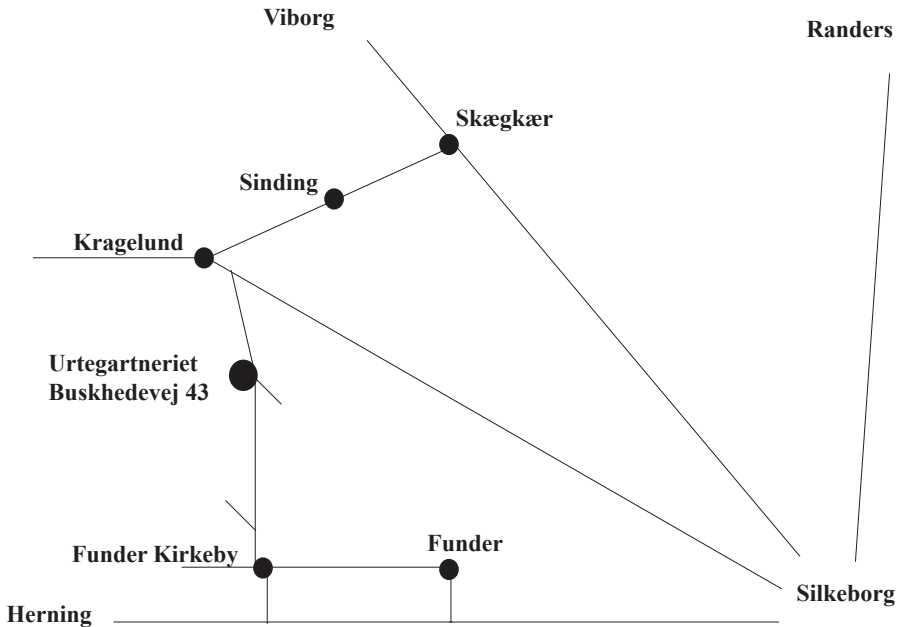 Viborg
Randers
Skægkær
Sinding
Kragelund
Urtegartneriet
Buskhedevej 43
Funder Kirkeby
Funder
Silkeborg
Herning